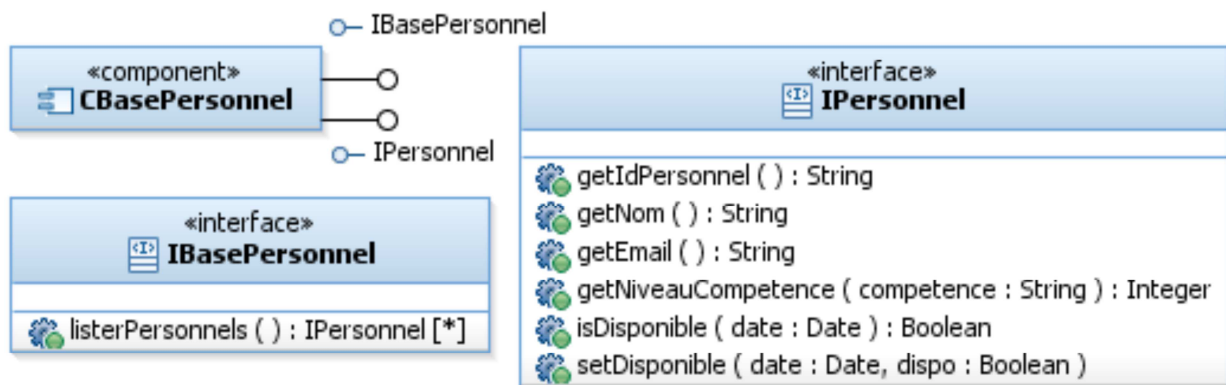 IBasePersonnel
«component»
CBasePersonnel
IPersonnel
«interface»
IBasePersonnel
listerPersonnels ( ) : IPersonnel [*]
«interface»
IPersonnel
getIdPersonnel ( ) : String
getNom ( ) : String
getEmail ( ) : String
getNiveauCompetence ( competence : String ) : Integer
isDisponible ( date : Date ) : Boolean
setDisponible ( date : Date, dispo : Boolean )